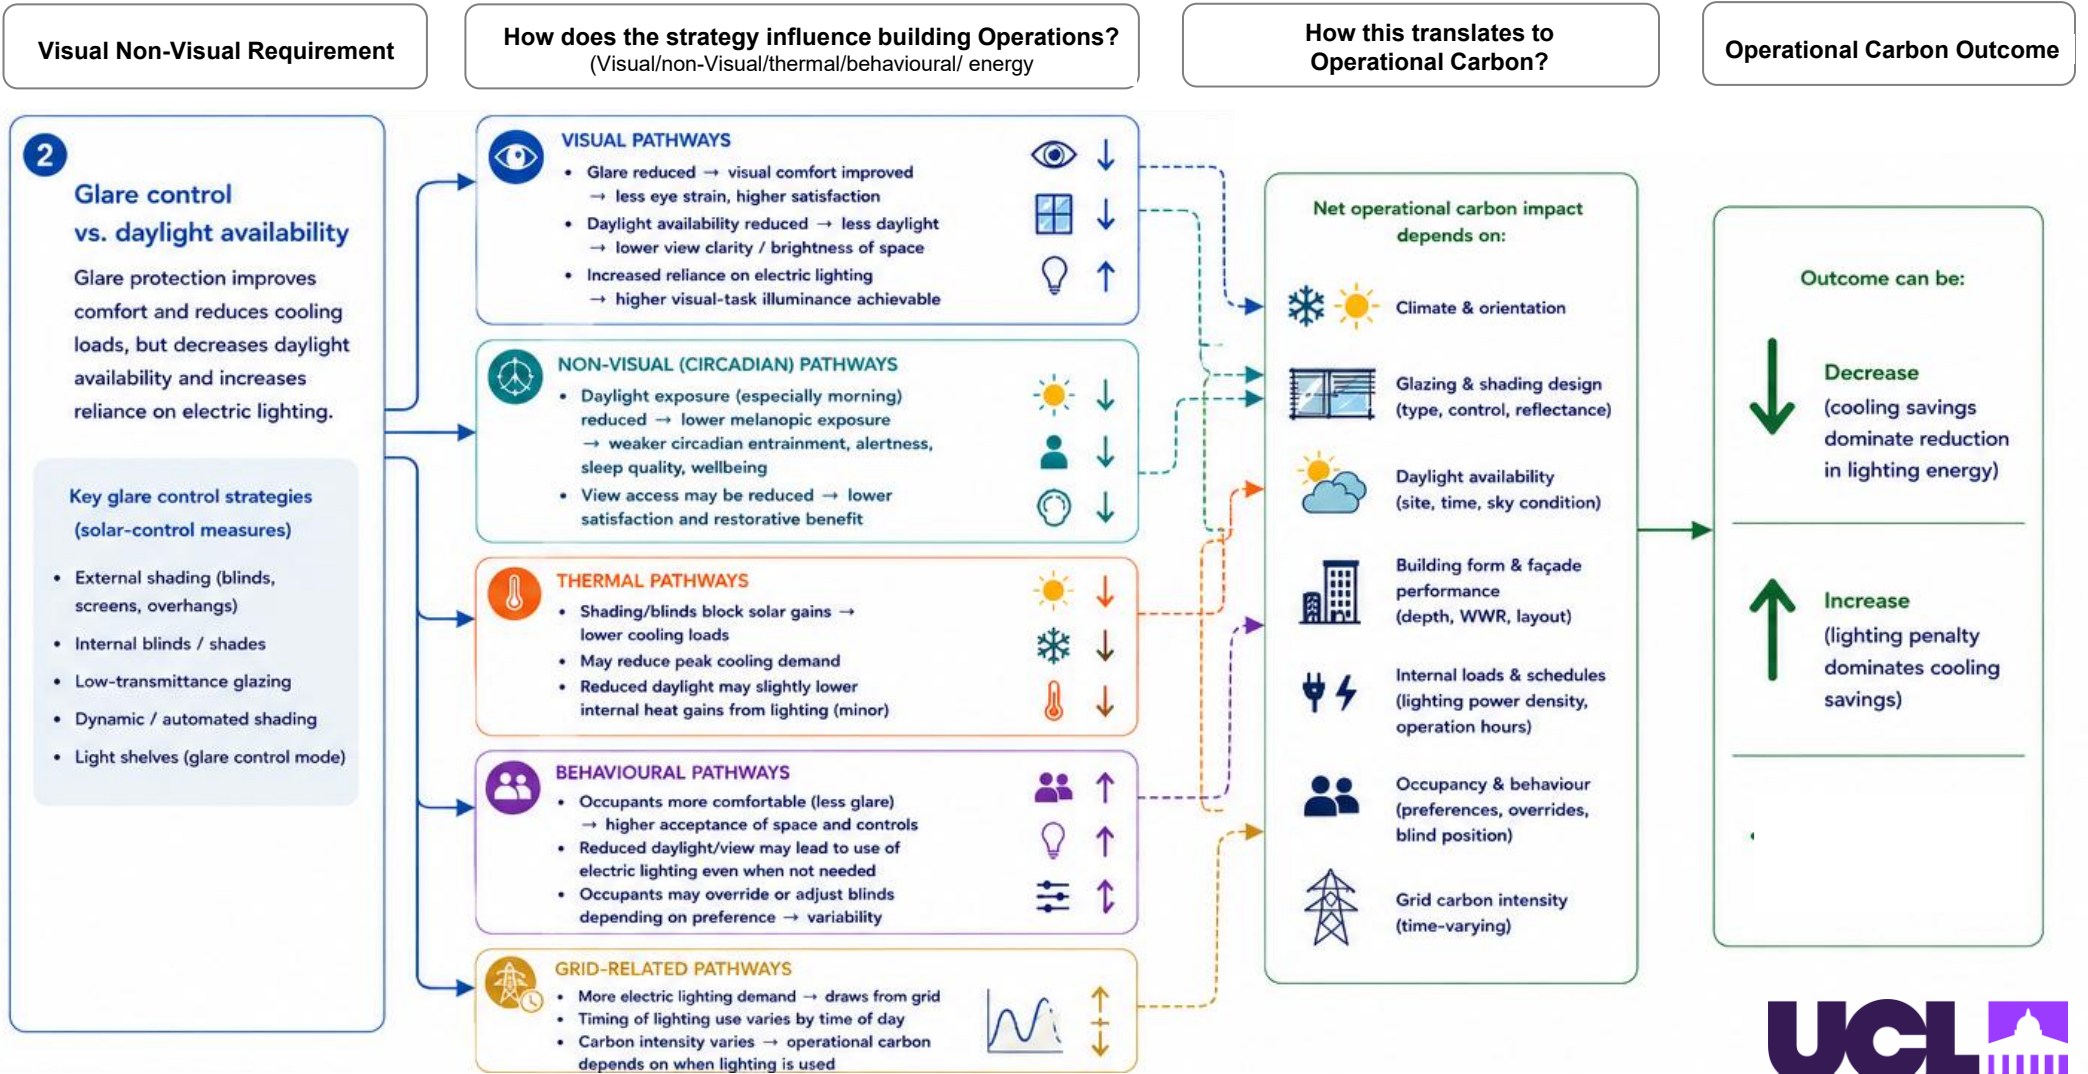 Visual Non-Visual Requirement
How does the strategy influence building Operations?
(Visual/non-Visual/thermal/behavioural/ energy
How this translates to
Operational Carbon?
Operational Carbon Outcome
2
Glare control
vs. daylight availability
Glare protection improves
comfort and reduces cooling
loads, but decreases daylight
availability and increases
reliance on electric lighting.
Key glare control strategies
(solar-control measures)
• External shading (blinds,
screens, overhangs)
• Internal blinds / shades
• Low-transmittance glazing
• Dynamic / automated shading
• Light shelves (glare control mode)
VISUAL PATHWAYS
• Glare reduced → visual comfort improved
→ less eye strain, higher satisfaction
• Daylight availability reduced → less daylight
→ lower view clarity / brightness of space
• Increased reliance on electric lighting
→ higher visual-task illuminance achievable
NON-VISUAL (CIRCADIAN) PATHWAYS
• Daylight exposure (especially morning)
reduced → lower melanopic exposure
→ weaker circadian entrainment, alertness,
sleep quality, wellbeing
• View access may be reduced → lower
satisfaction and restorative benefit
THERMAL PATHWAYS
• Shading/blinds block solar gains →
lower cooling loads
• May reduce peak cooling demand
• Reduced daylight may slightly lower
internal heat gains from lighting (minor)
BEHAVIOURAL PATHWAYS
• Occupants more comfortable (less glare)
→ higher acceptance of space and controls
• Reduced daylight/view may lead to use of
electric lighting even when not needed
• Occupants may override or adjust blinds
depending on preference → variability
GRID-RELATED PATHWAYS
• More electric lighting demand → draws from grid
• Timing of lighting use varies by time of day
• Carbon intensity varies → operational carbon
depends on when lighting is used
Net operational carbon impact
depends on:
Climate & orientation
Glazing & shading design
(type, control, reflectance)
Daylight availability
(site, time, sky condition)
Building form & façade
performance
(depth, WWR, layout)
Internal loads & schedules
(lighting power density,
operation hours)
Occupancy & behaviour
(preferences, overrides,
blind position)
Grid carbon intensity
(time-varying)
Outcome can be:
Decrease
(cooling savings
dominate reduction
in lighting energy)
Increase
(lighting penalty
dominates cooling
savings)
UCL